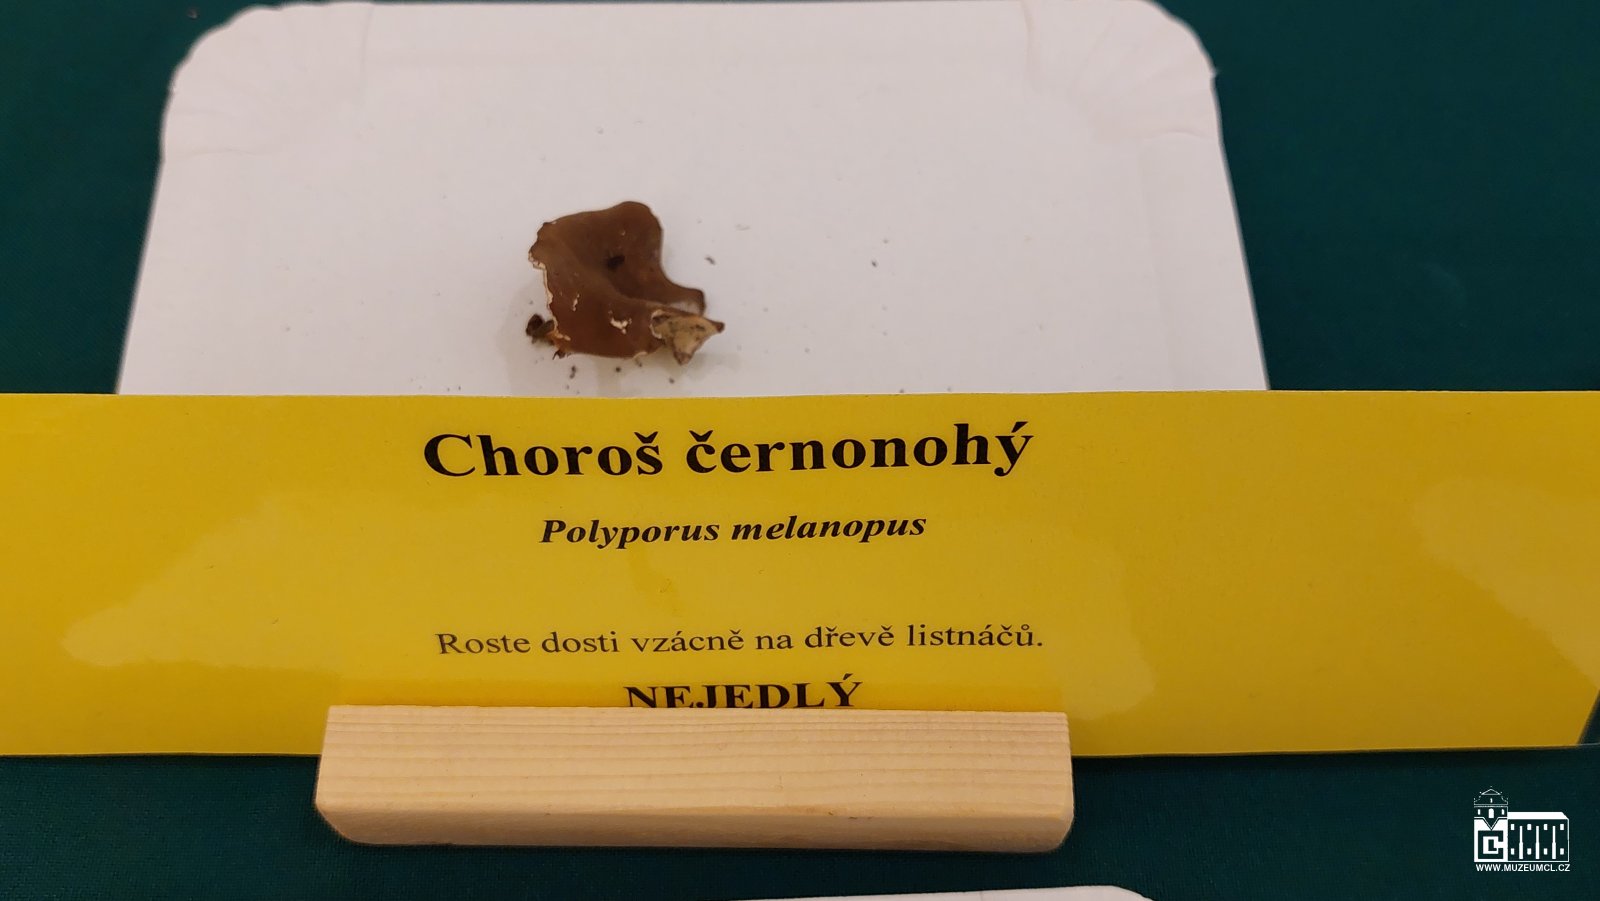 Choroš černonohý
Polyporus melanopus
Roste dosti vzácně na dřevě listnáčů.
NEJEDLÝ
WWW.MUZEUMCL.CZ